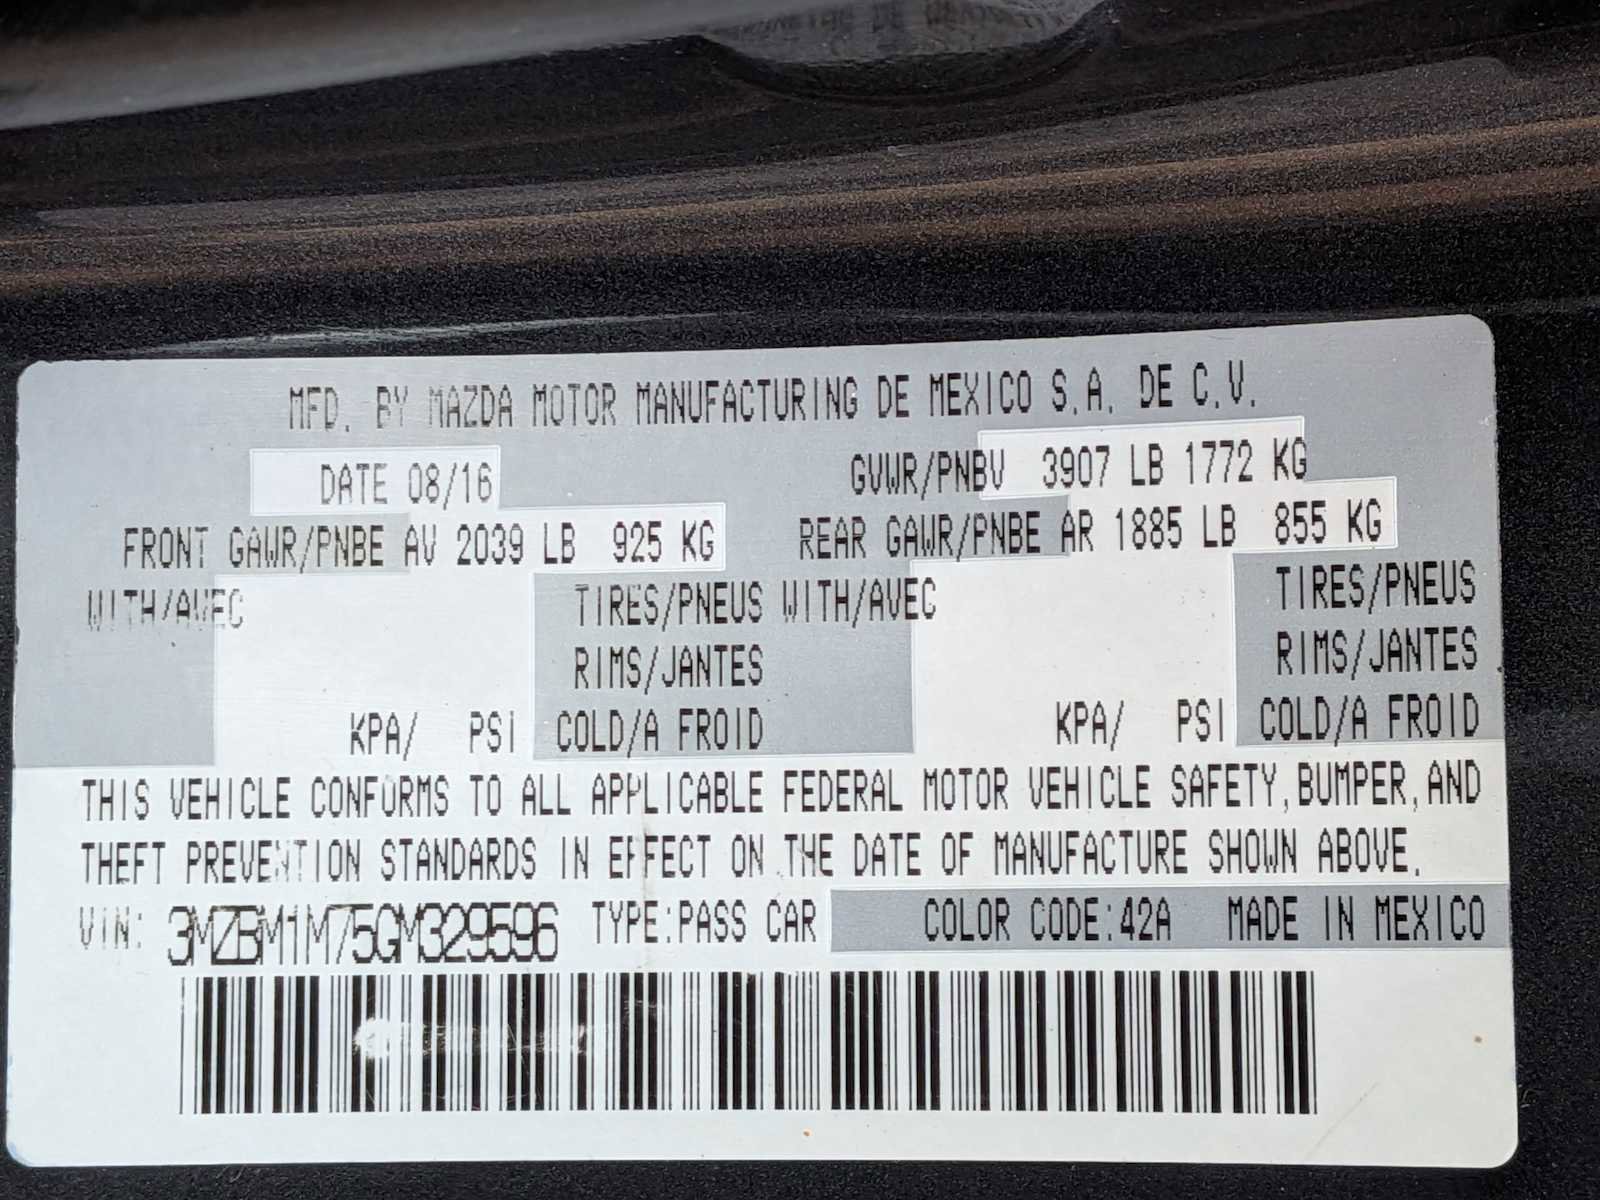 MFD. BY MAZDA MOTOR MANUFACTURING DE MEXICO S.A. DE C.V.
DATE 08/16 GVWR/PNBV 3907 LB 1772 KG
FRONT GAWR/PNBE AV 2039 LB 925 KG REAR GAWR/PNBE AR 1885 LB 855 KG
WITH/AVEC TIRES/PNEUS WITH/AVEC TIRES/PNEUS
RIMS/JANTES RIMS/JANTES
KPA/ PSI COLD/A FROID KPA/ PSI COLD/A FROID
THIS VEHICLE CONFORMS TO ALL APPLICABLE FEDERAL MOTOR VEHICLE SAFETY, BUMPER, AND
THEFT PREVENTION STANDARDS IN EFFECT ON THE DATE OF MANUFACTURE SHOWN ABOVE.
VIN: 3MZBM1M75GM329596 TYPE:PASS CAR COLOR CODE:42A MADE IN MEXICO